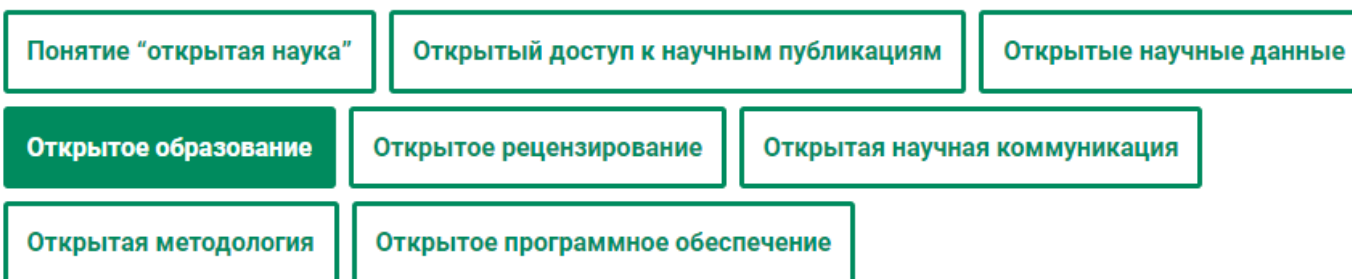 Понятие “открытая наука” Открытый доступ к научным публикациям Открытые научные данные
Открытое образование Открытое рецензирование Открытая научная коммуникация
Открытая методология Открытое программное обеспечение